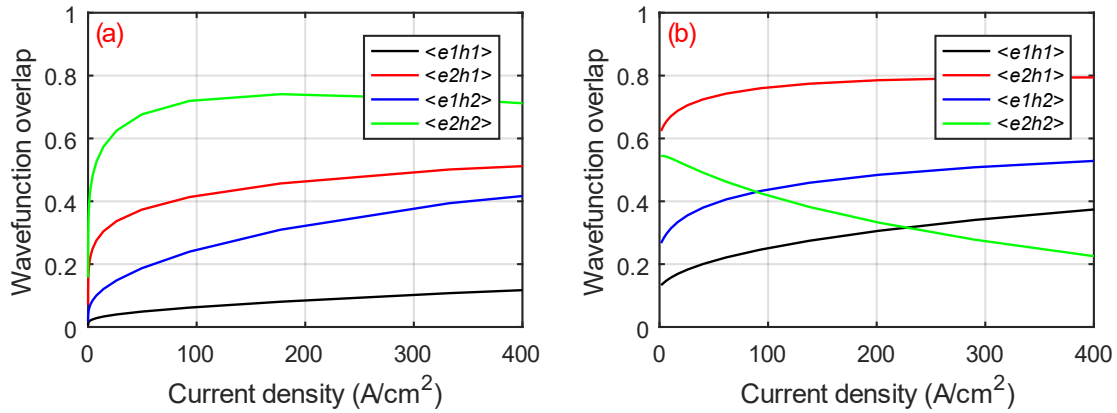 (a)
Wavefunction overlap
1
0.8
0.6
0.4
0.2
0
<e1h1>
<e2h1>
<e1h2>
<e2h2>
0 100 200 300 400
Current density (A/cm²)
(b)
Wavefunction overlap
1
0.8
0.6
0.4
0.2
0
<e1h1>
<e2h1>
<e1h2>
<e2h2>
0 100 200 300 400
Current density (A/cm²)